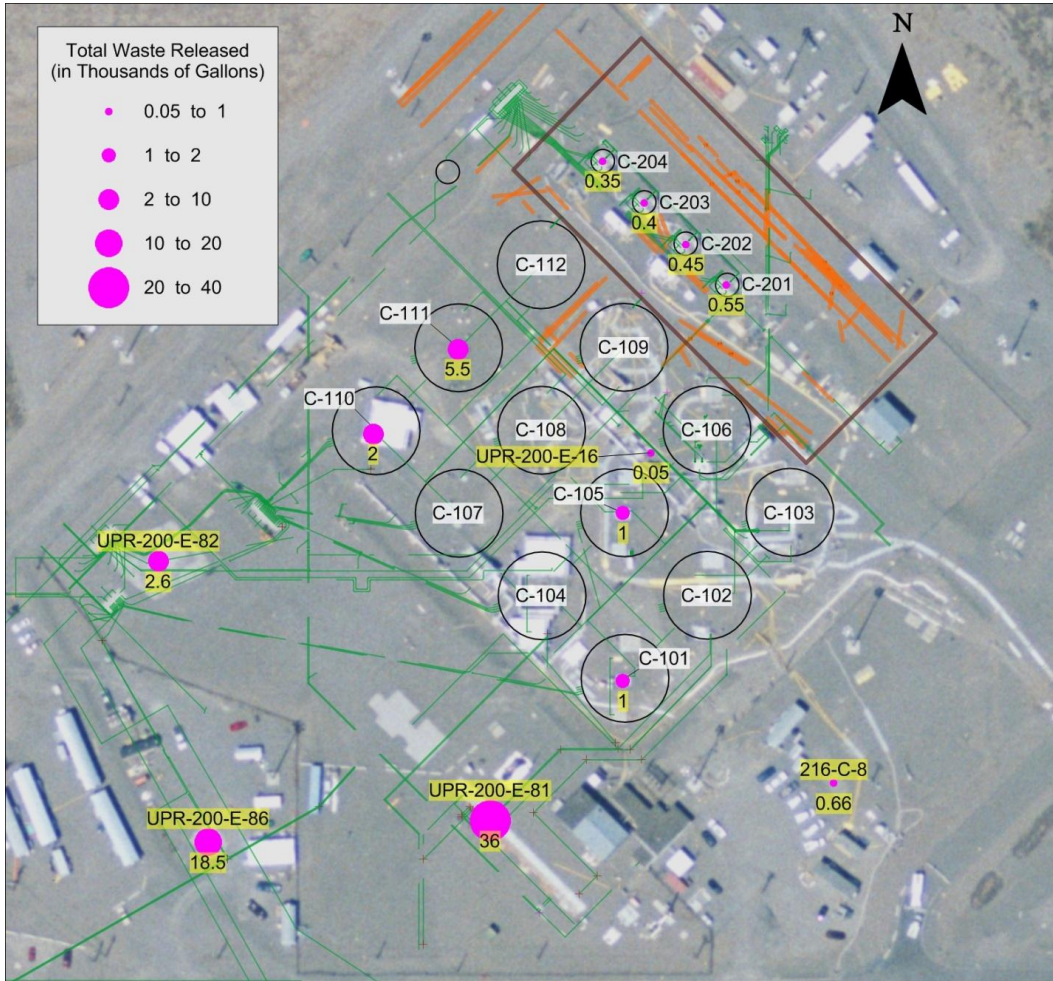 Total Waste Released
(in Thousands of Gallons)
0.05 to 1
1 to 2
2 to 10
10 to 20
20 to 40
N
C-204
0.35
C-203
0.4
C-202
0.45
C-201
0.55
C-112
C-111
5.5
C-109
C-110
2
C-108
C-106
UPR-200-E-16
0.05
C-105
1
C-107
C-103
UPR-200-E-82
2.6
C-104
C-102
C-101
1
216-C-8
0.66
UPR-200-E-81
36
UPR-200-E-86
18.5